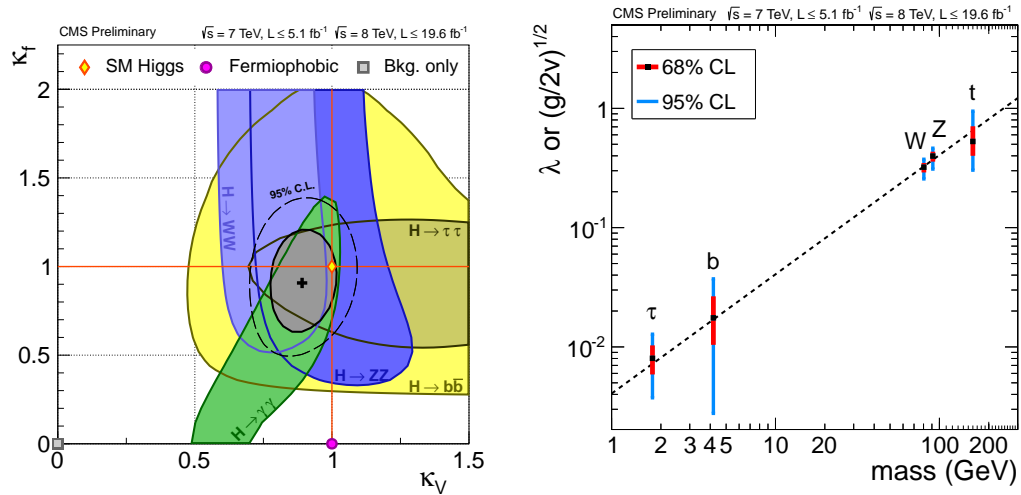 CMS Preliminary √s = 7 TeV, L ≤ 5.1 fb⁻¹ √s = 8 TeV, L ≤ 19.6 fb⁻¹
κf
SM Higgs Fermiophobic Bkg. only
2
1.5
1
0.5
0
95% C.L.
H→WW
H→ττ
H→ZZ
H→bb̄
H→γγ
0 0.5 1 1.5
κV
CMS Preliminary √s = 7 TeV, L ≤ 5.1 fb⁻¹ √s = 8 TeV, L ≤ 19.6 fb⁻¹
λ or (g/2v)¹/²
68% CL
95% CL
1
10⁻¹
10⁻²
t
W Z
b
τ
1 2 3 4 5 10 20 100 200
mass (GeV)